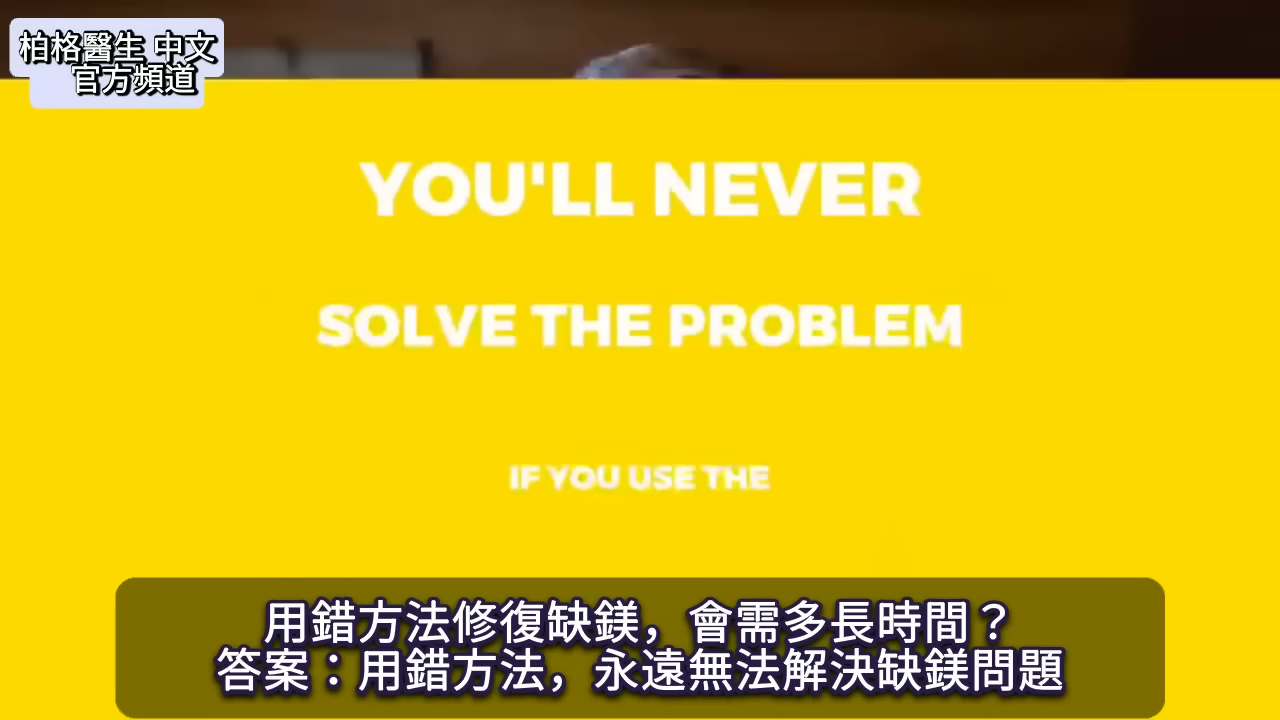 柏格醫生 中文
官方頻道
YOU'LL NEVER
SOLVE THE PROBLEM
IF YOU USE THE
用錯方法修復缺鎂，會需多長時間？
答案：用錯方法，永遠無法解決缺鎂問題